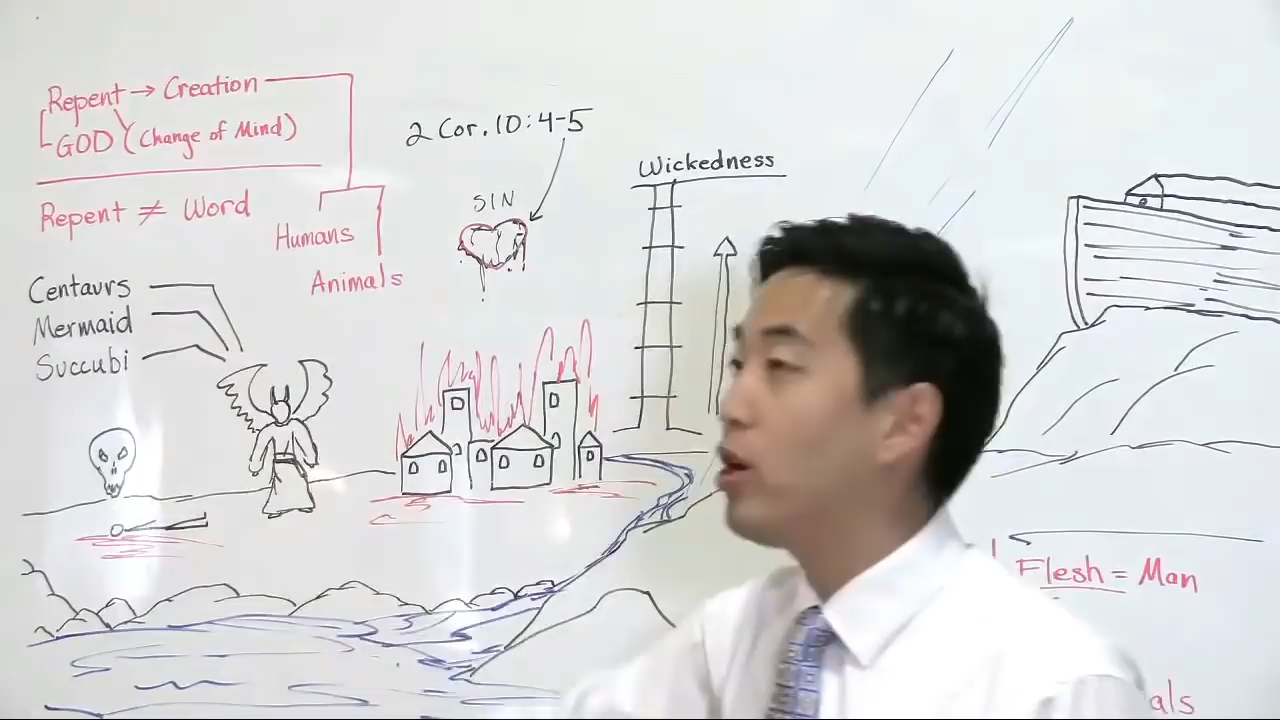 Repent → Creation
GOD (Change of Mind)
Repent ≠ Word
Humans
Animals
2 Cor. 10:4-5
SIN
Wickedness
Centaurs
Mermaid
Succubi
Flesh = Man
als